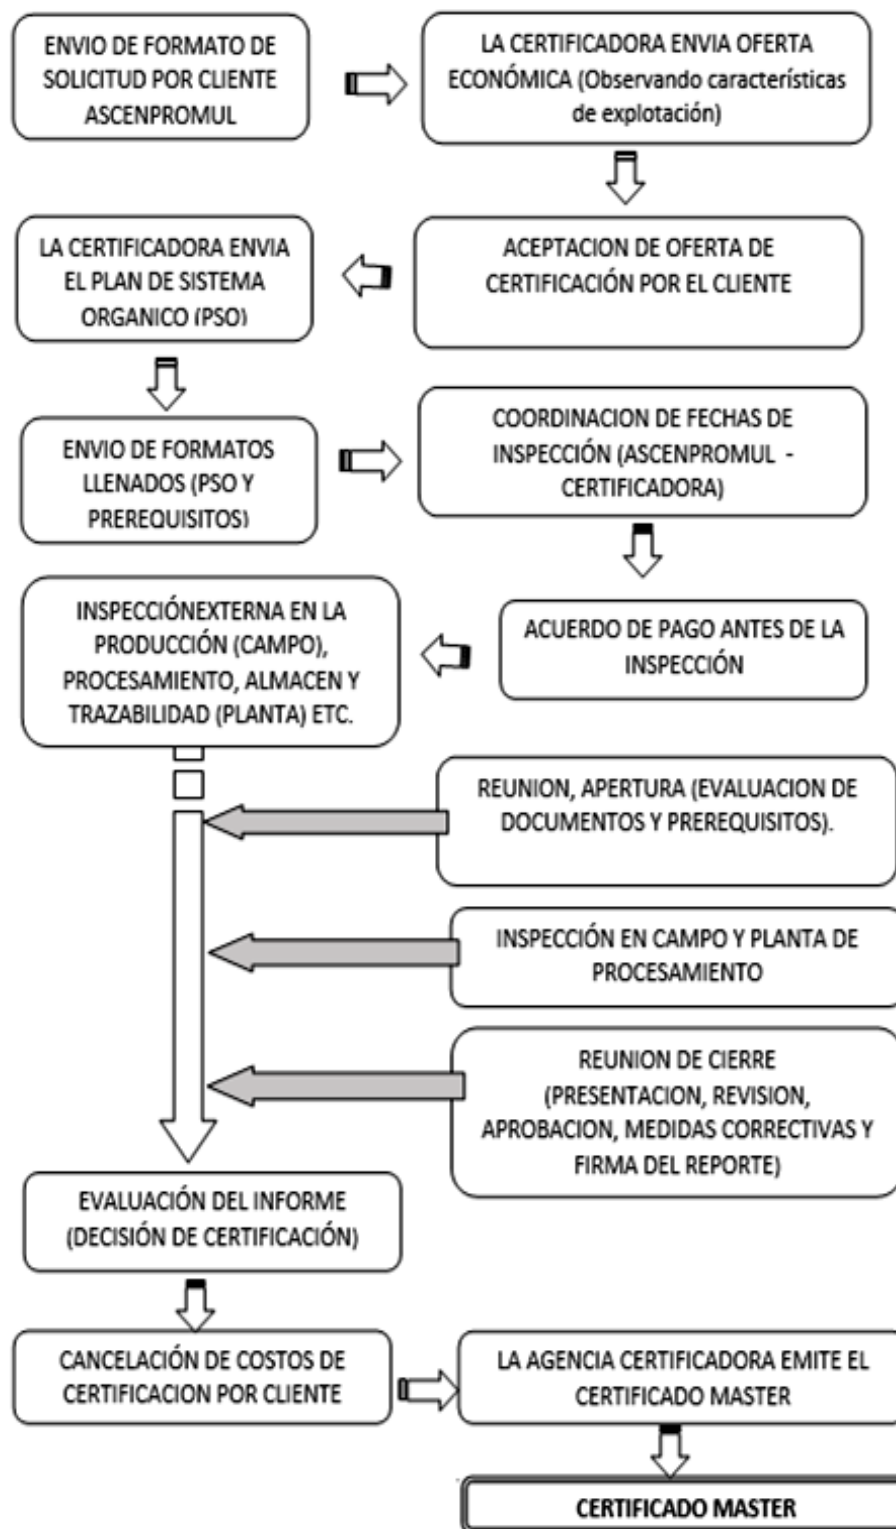 ENVIO DE FORMATO DE
SOLICITUD POR CLIENTE
ASCENPROMUL
LA CERTIFICADORA ENVIA OFERTA
ECONÓMICA (Observando características
de explotación)
ACEPTACION DE OFERTA DE
CERTIFICACIÓN POR EL CLIENTE
LA CERTIFICADORA ENVIA
EL PLAN DE SISTEMA
ORGANICO (PSO)
ENVIO DE FORMATOS
LLENADOS (PSO Y
PREREQUISITOS)
COORDINACION DE FECHAS DE
INSPECCIÓN (ASCENPROMUL -
CERTIFICADORA)
ACUERDO DE PAGO ANTES DE LA
INSPECCIÓN
INSPECCIÓNEXTERNA EN LA
PRODUCCIÓN (CAMPO),
PROCESAMIENTO, ALMACEN Y
TRAZABILIDAD (PLANTA) ETC.
REUNION, APERTURA (EVALUACION DE
DOCUMENTOS Y PREREQUISITOS).
INSPECCIÓN EN CAMPO Y PLANTA DE
PROCESAMIENTO
REUNION DE CIERRE
(PRESENTACION, REVISION,
APROBACION, MEDIDAS CORRECTIVAS Y
FIRMA DEL REPORTE)
EVALUACIÓN DEL INFORME
(DECISIÓN DE CERTIFICACIÓN)
CANCELACIÓN DE COSTOS DE
CERTIFICACION POR CLIENTE
LA AGENCIA CERTIFICADORA EMITE EL
CERTIFICADO MASTER
CERTIFICADO MASTER